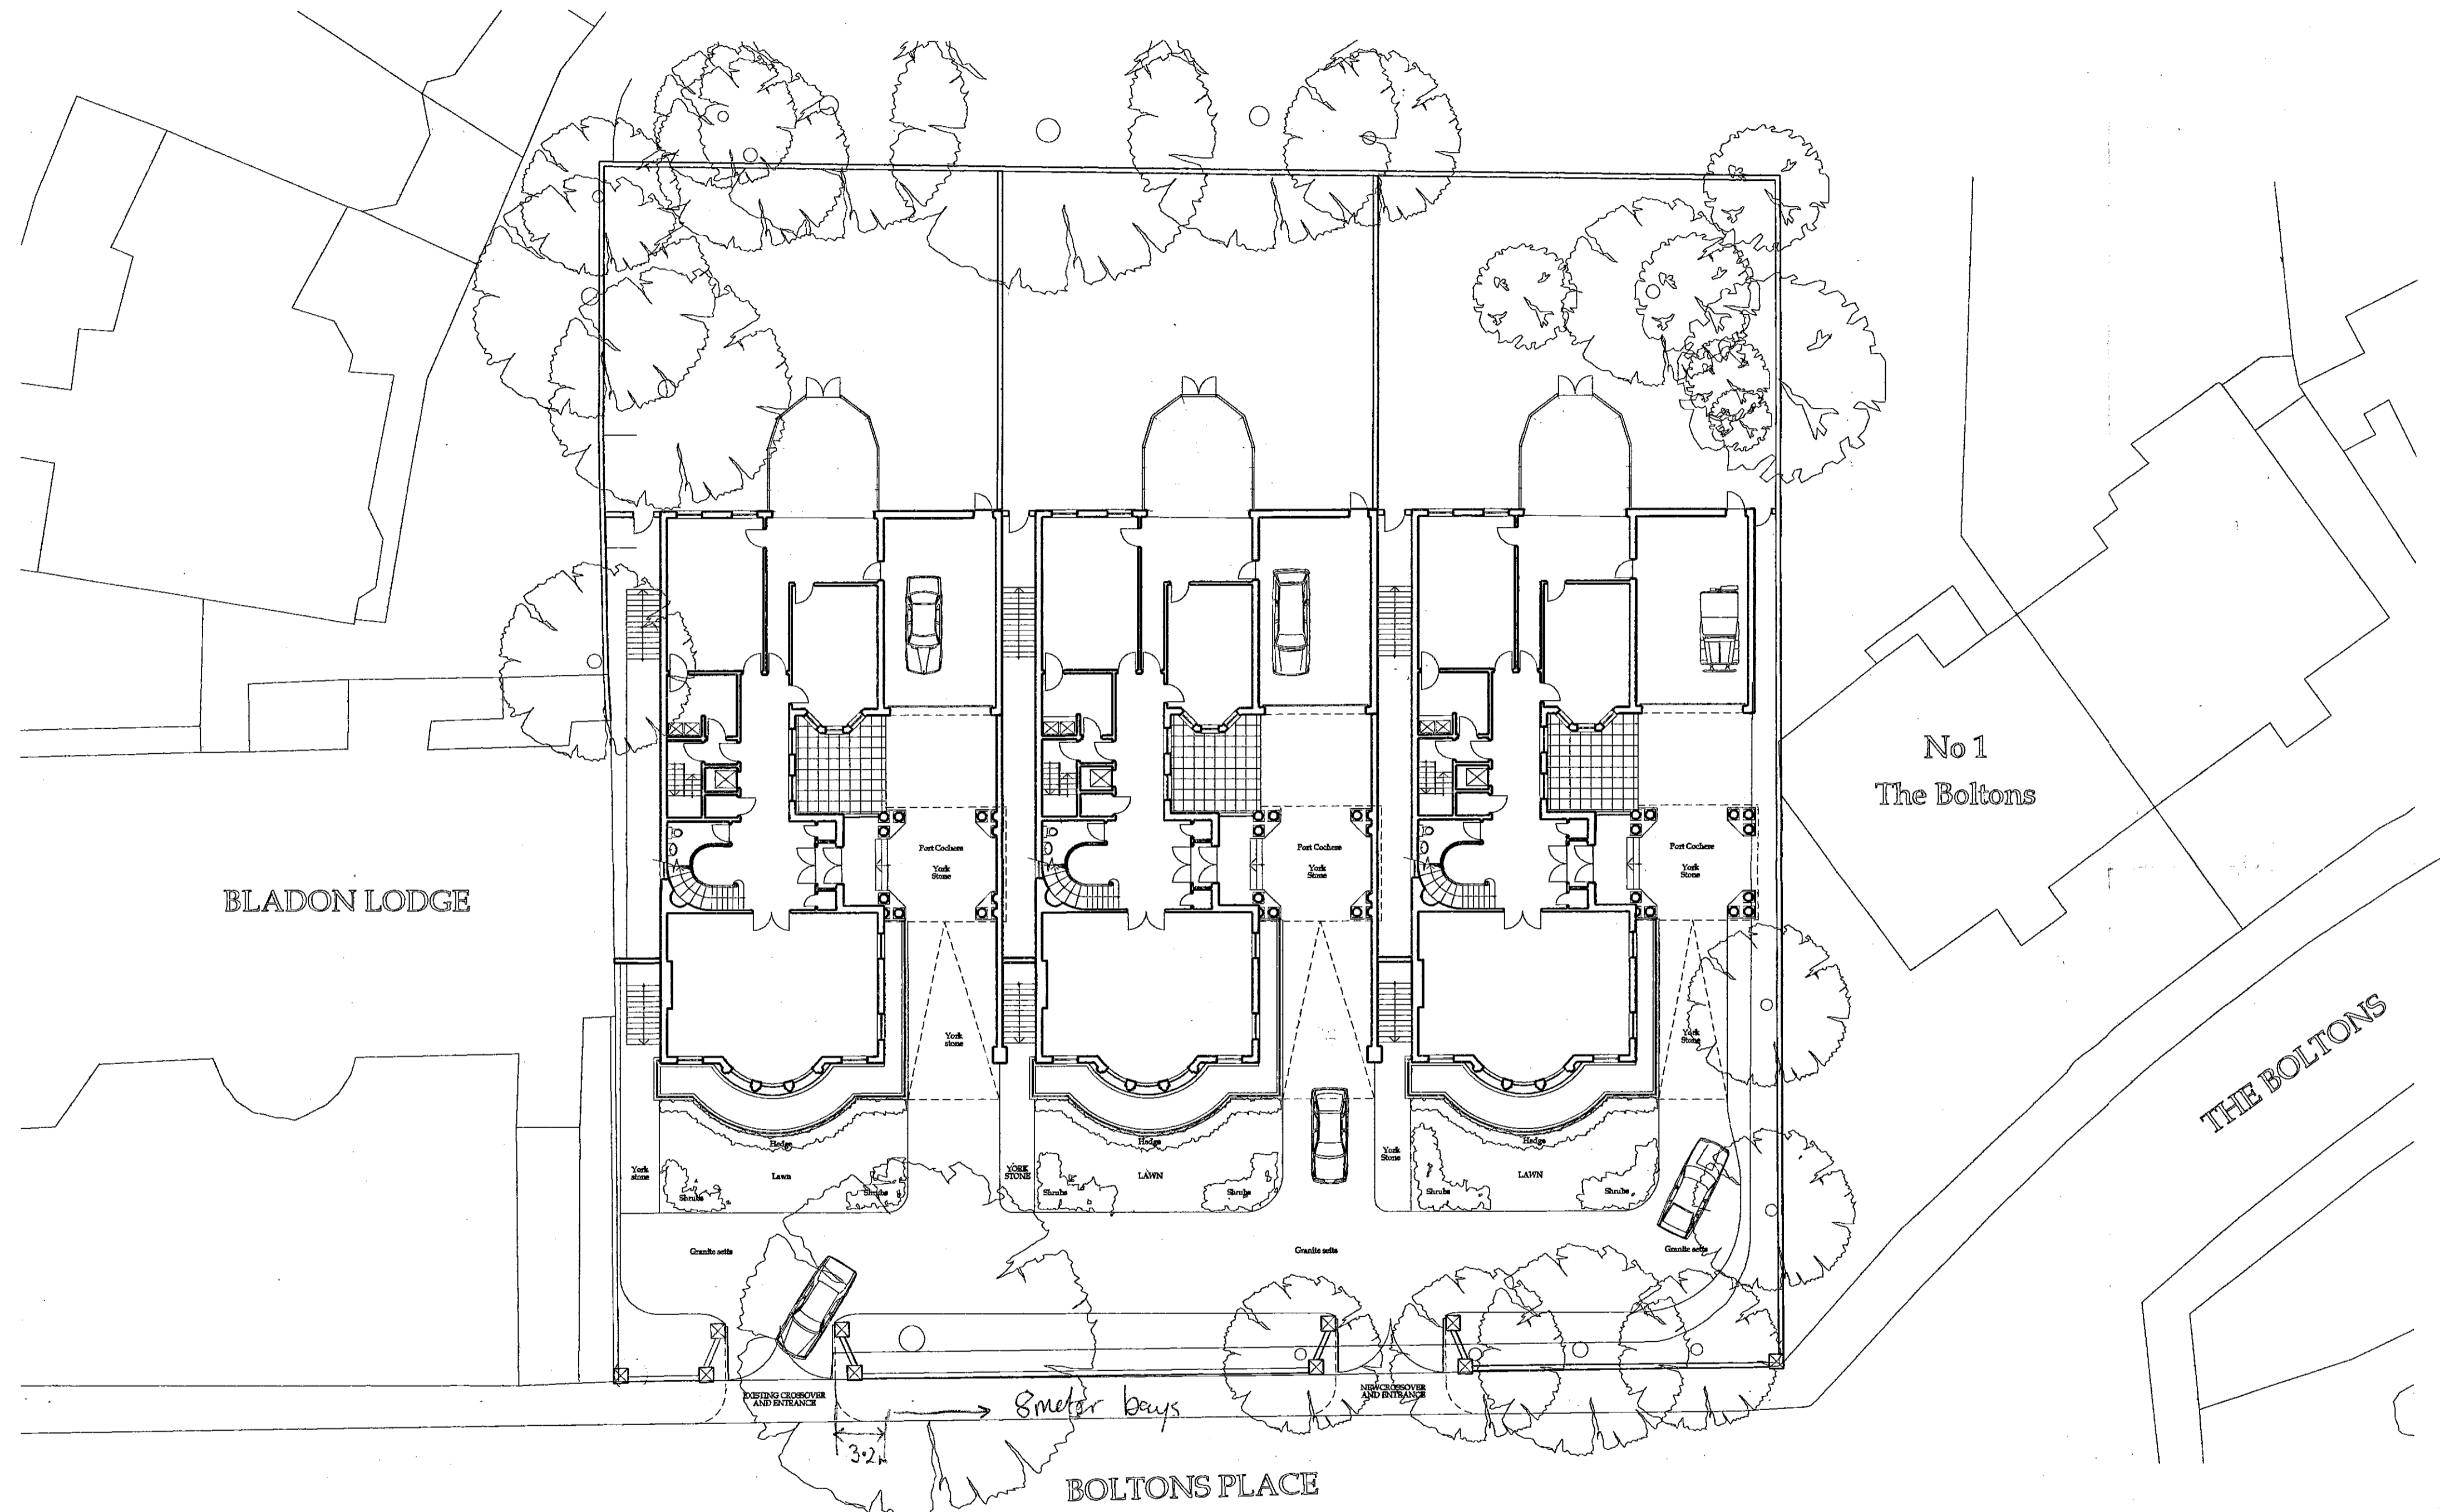 No 1
The Boltons
BLADON LODGE
Port Cochere
York
Stone
Port Cochere
York
Stone
Port Cochere
York
Stone
THE BOLTONS
York
stone
York
Stone
Hedge
Hedge
Hedge
York
stone
Lawn
Shrubs
Shrubs
YORK
STONE
LAWN
Shrubs
Shrubs
York
Stone
LAWN
Shrubs
Shrubs
Granite setts
Granite setts
Granite setts
EXISTING CROSSOVER
AND ENTRANCE
NEW CROSSOVER
AND ENTRANCE
8 meter bays
3.2m
BOLTONS PLACE